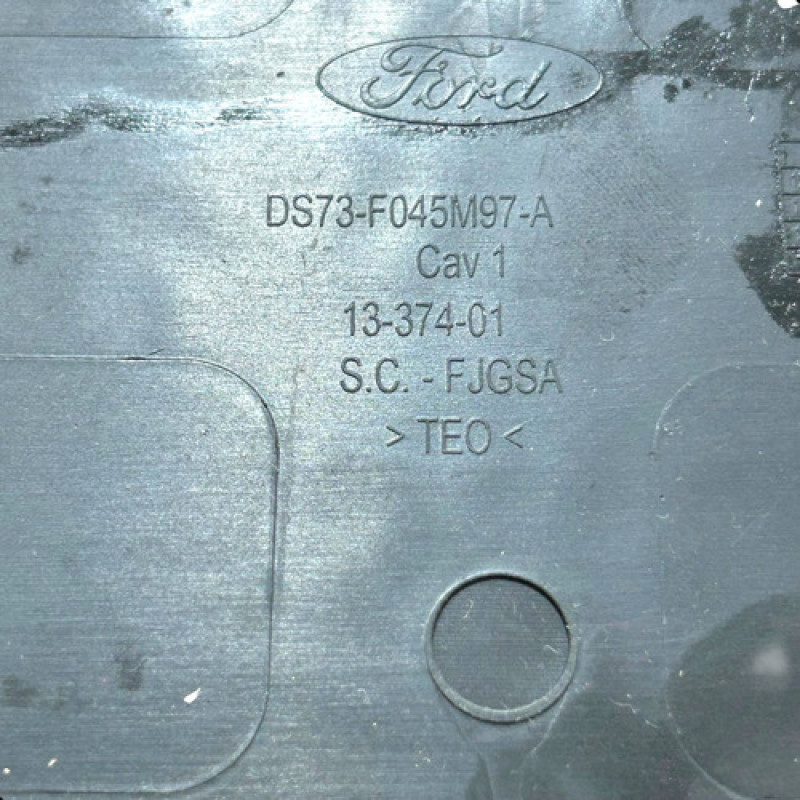 Ford
DS73-F045M97-A
Cav 1
13-374-01
S.C. - FJGSA
> TEO <